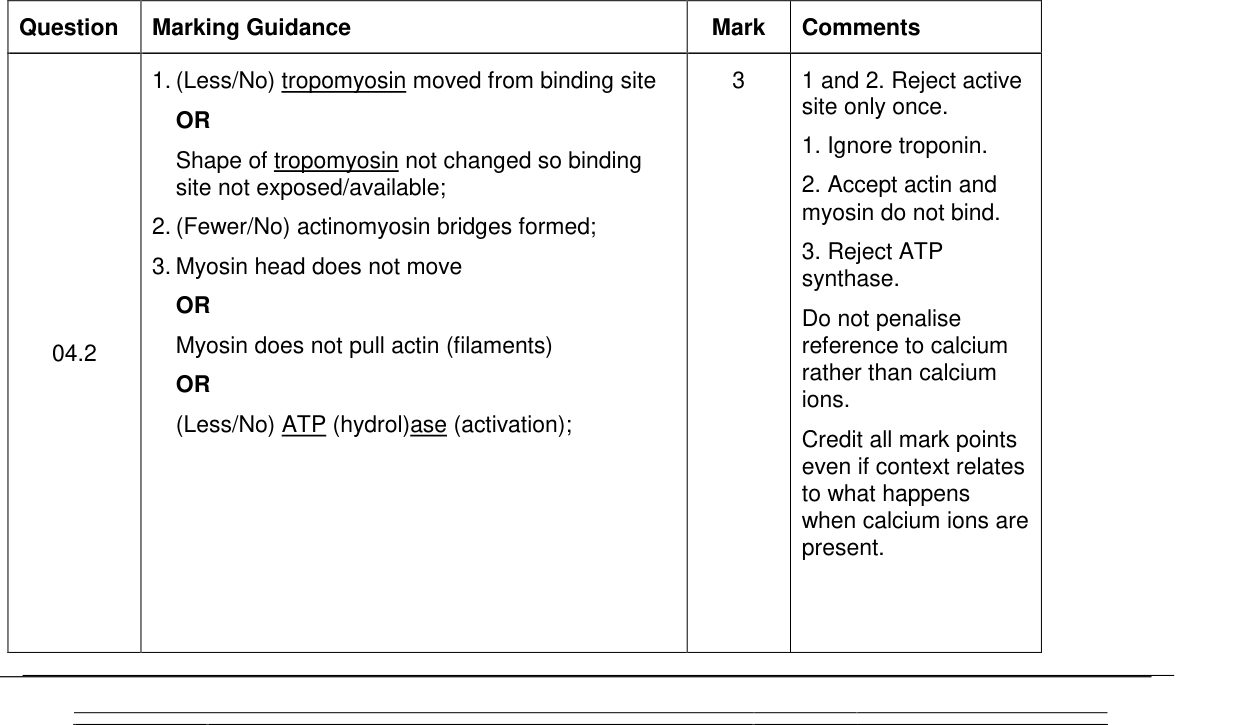 Question Marking Guidance Mark Comments
04.2
1. (Less/No) tropomyosin moved from binding site
OR
Shape of tropomyosin not changed so binding
site not exposed/available;
2. (Fewer/No) actinomyosin bridges formed;
3. Myosin head does not move
OR
Myosin does not pull actin (filaments)
OR
(Less/No) ATP (hydrol)ase (activation);
3
1 and 2. Reject active
site only once.
1. Ignore troponin.
2. Accept actin and
myosin do not bind.
3. Reject ATP
synthase.
Do not penalise
reference to calcium
rather than calcium
ions.
Credit all mark points
even if context relates
to what happens
when calcium ions are
present.